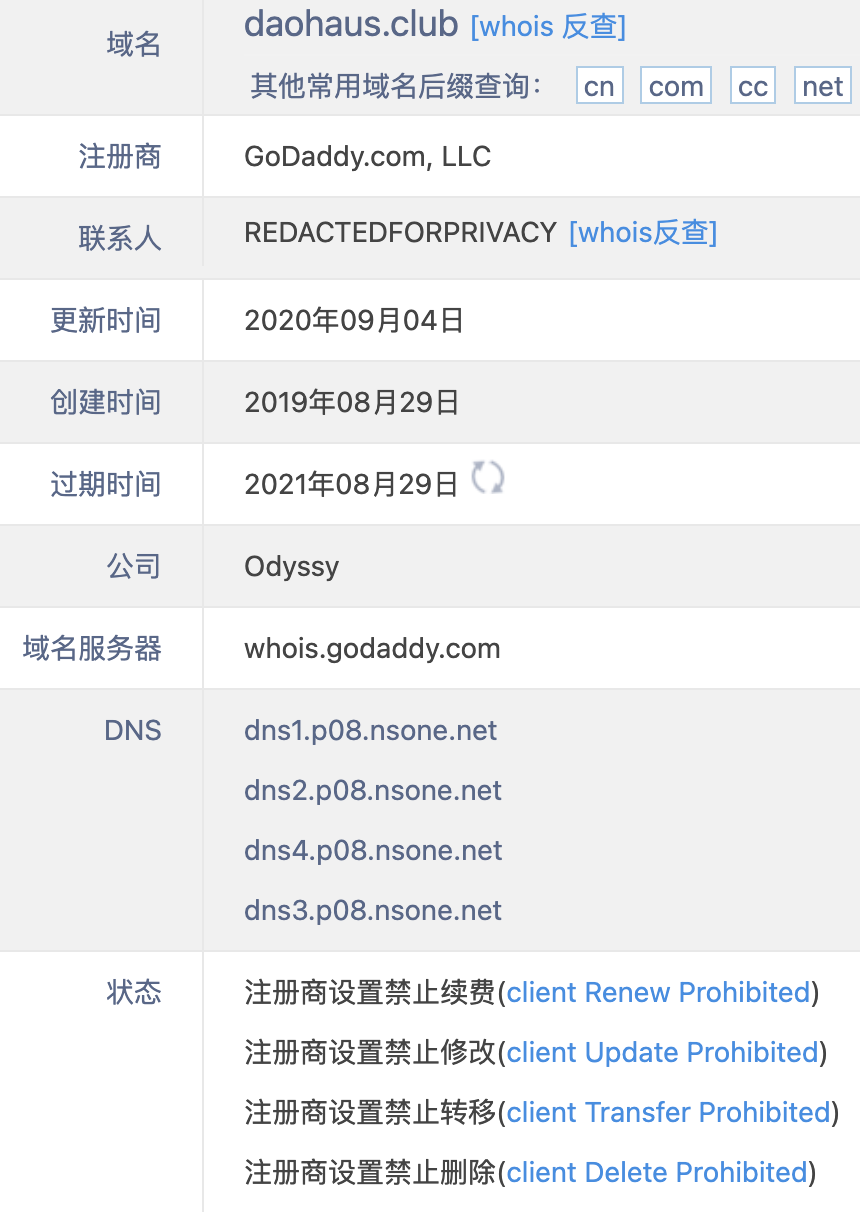 域名
daohaus.club [whois 反查]
其他常用域名后缀查询： cn com cc net
注册商 GoDaddy.com, LLC
联系人 REDACTEDFORPRIVACY [whois反查]
更新时间 2020年09月04日
创建时间 2019年08月29日
过期时间 2021年08月29日
公司 Odyssy
域名服务器 whois.godaddy.com
DNS dns1.p08.nsone.net
dns2.p08.nsone.net
dns4.p08.nsone.net
dns3.p08.nsone.net
状态 注册商设置禁止续费(client Renew Prohibited)
注册商设置禁止修改(client Update Prohibited)
注册商设置禁止转移(client Transfer Prohibited)
注册商设置禁止删除(client Delete Prohibited)